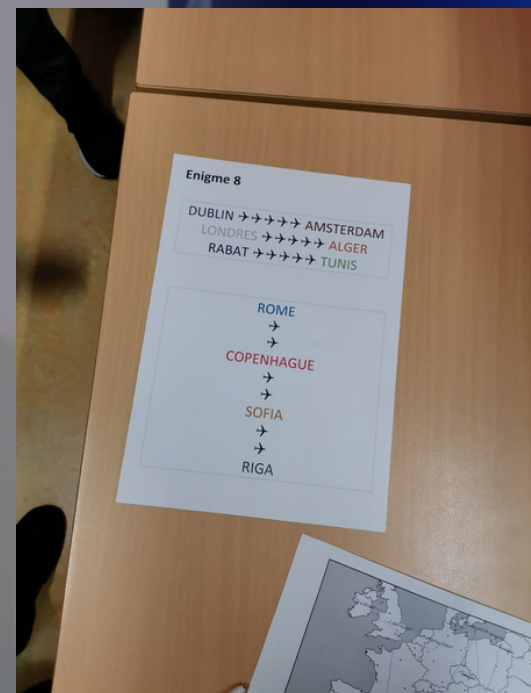 Enigme 8
DUBLIN ✈✈✈✈✈ AMSTERDAM
LONDRES ✈✈✈✈✈ ALGER
RABAT ✈✈✈✈✈ TUNIS
ROME
✈
✈
COPENHAGUE
✈
✈
SOFIA
✈
✈
RIGA